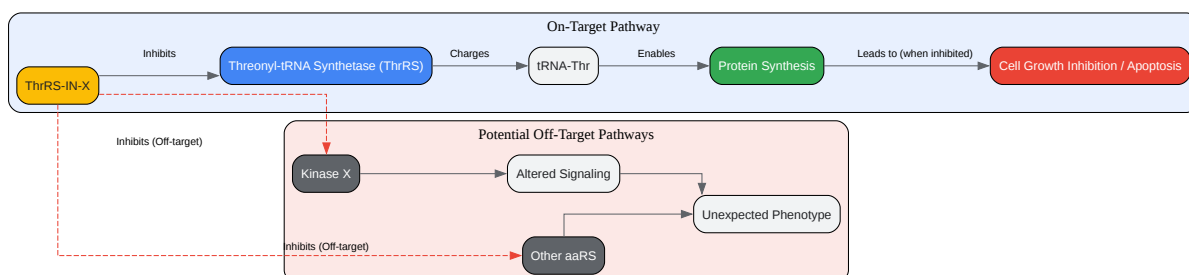 On-Target Pathway
Inhibits
Charges
Enables
Leads to (when inhibited)
ThrRS-IN-X
Threonyl-tRNA Synthetase (ThrRS)
tRNA-Thr
Protein Synthesis
Cell Growth Inhibition / Apoptosis
Inhibits (Off-target)
Potential Off-Target Pathways
Kinase X
Altered Signaling
Unexpected Phenotype
Inhibits (Off-target)
Other aaRS